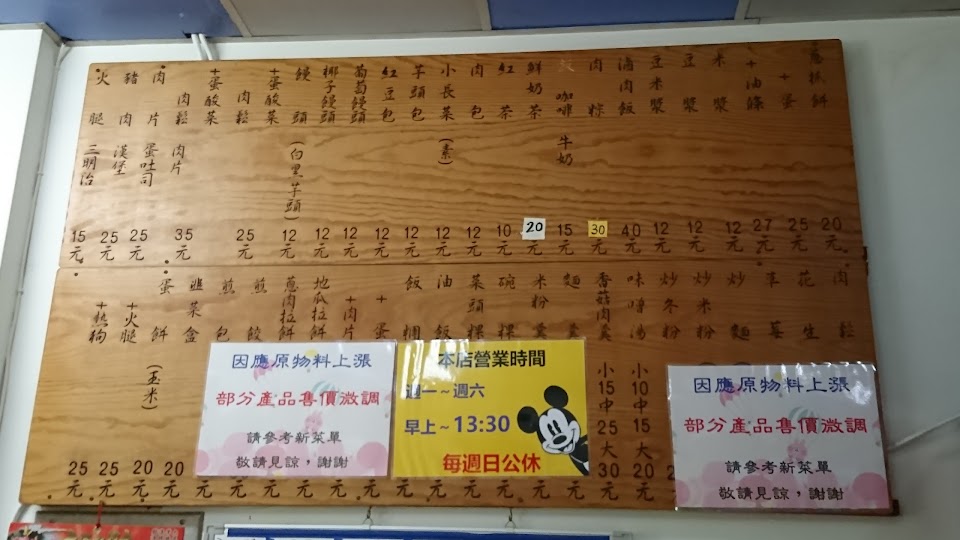 蔥抓餅 20元
+蛋 25元
+油條 27元
米漿 12元
豆漿 12元
豆米漿 12元
滷肉飯 40元
肉粽 30元
咖啡牛奶 15元
鮮奶茶 20元
紅茶 10元
肉包 12元
小長菜(素) 12元
芋頭包 12元
紅豆包 12元
葡萄饅頭 12元
椰子饅頭 12元
饅頭(白黑芋頭) 12元
+蛋酸菜
肉鬆 25元
+蛋酸菜
肉鬆肉片 35元
肉片蛋吐司 25元
豬肉漢堡 25元
火腿三明治 15元
肉鬆
花生
草莓
炒麵
炒米粉
炒冬粉
味噌湯 小10中15大20元
香菇肉羹 小15中25大30元
麵羹
米粉羹
碗粿
菜頭粿
油飯
飯糰
+蛋
+肉片
地瓜拉餅
蔥肉拉餅
煎餃
煎包
韭菜盒 20元
蛋餅(玉米) 20元
+火腿 25元
+熱狗 25元
因應原物料上漲
部分產品售價微調
請參考新菜單
敬請見諒，謝謝
本店營業時間
週一~週六
早上~13:30
每週日公休
因應原物料上漲
部分產品售價微調
請參考新菜單
敬請見諒，謝謝